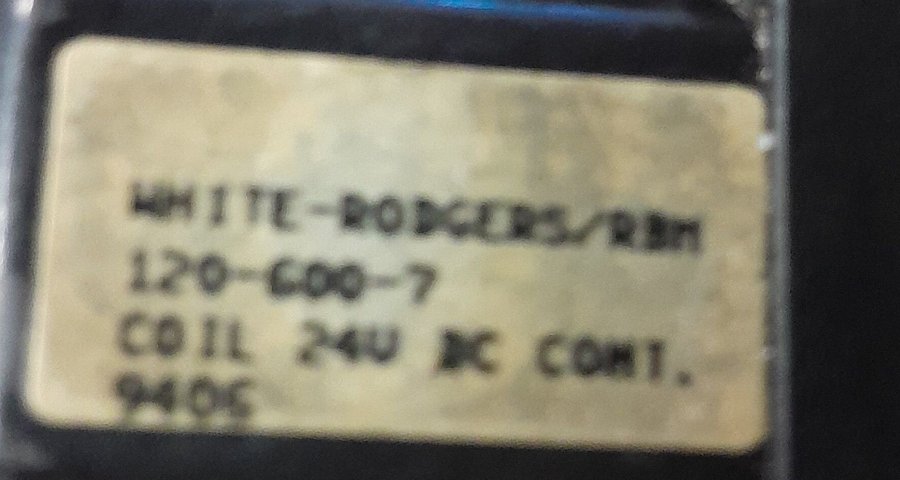 WHITE-RODGERS/RBM
120-600-7
COIL 24V DC CONT.
9406